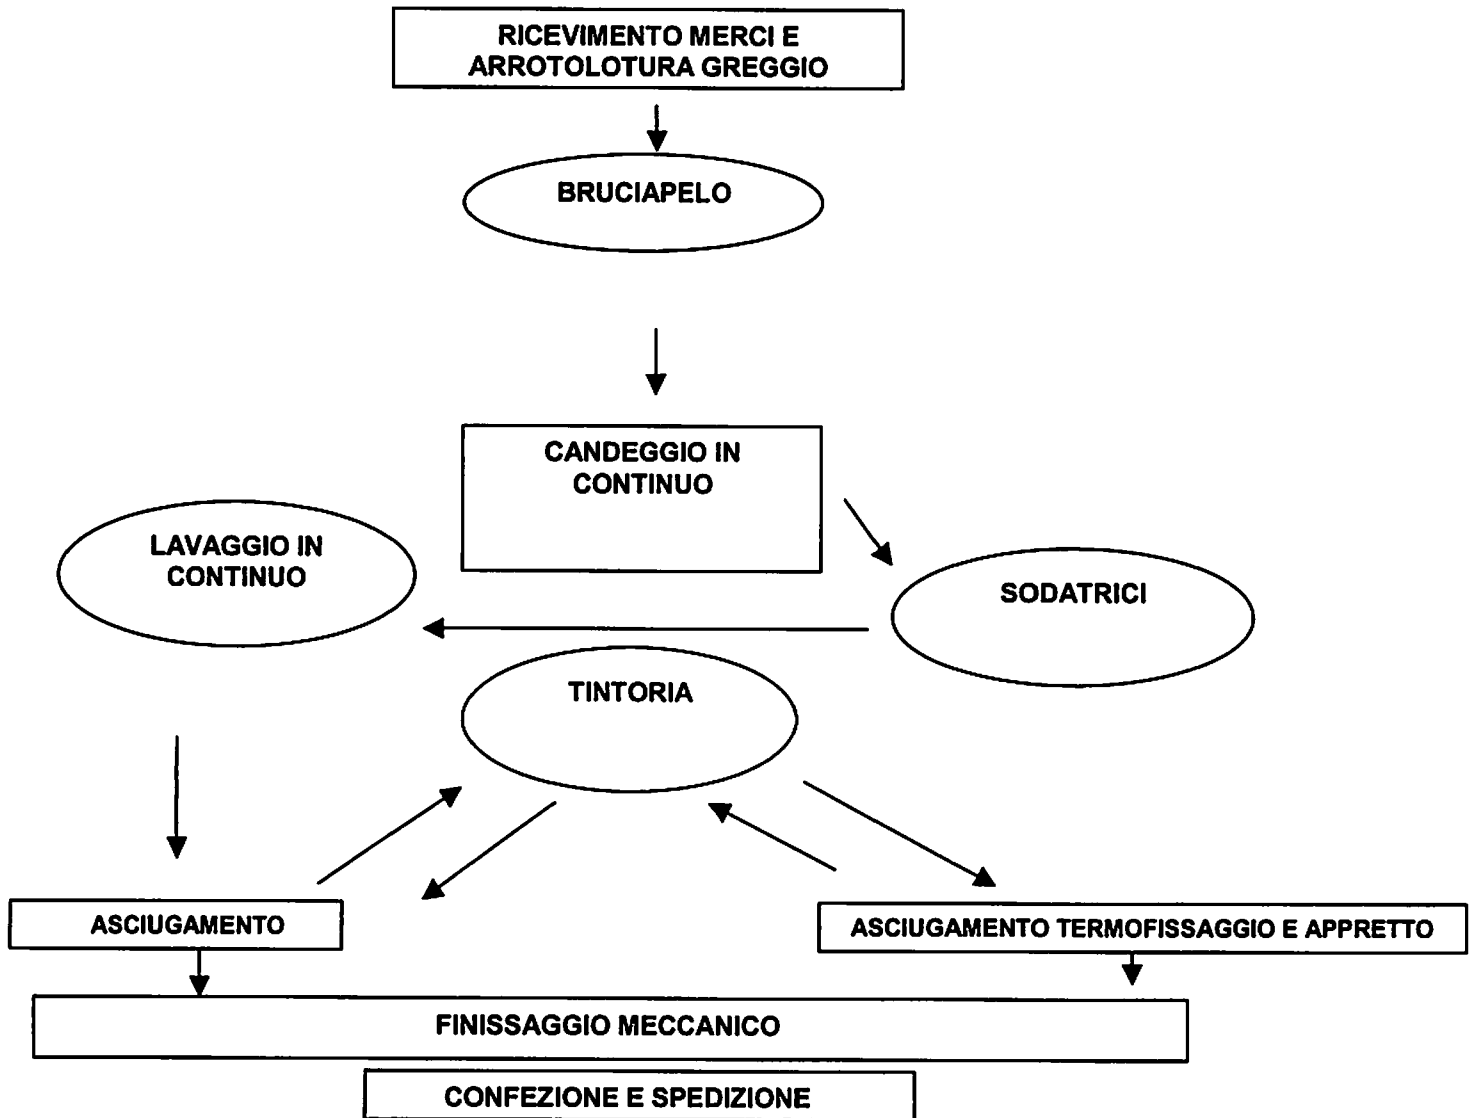 RICEVIMENTO MERCI E
ARROTOLOTURA GREGGIO
BRUCIAPELO
CANDEGGIO IN
CONTINUO
LAVAGGIO IN
CONTINUO
SODATRICI
TINTORIA
ASCIUGAMENTO
ASCIUGAMENTO TERMOFISSAGGIO E APPRETTO
FINISSAGGIO MECCANICO
CONFEZIONE E SPEDIZIONE